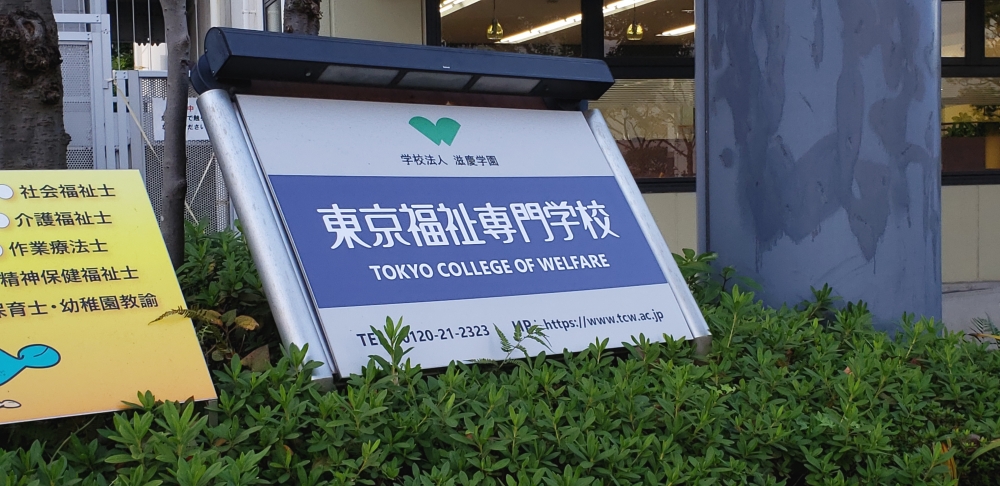 社会福祉士
介護福祉士
作業療法士
精神保健福祉士
保育士・幼稚園教諭
学校法人 滋慶学園
東京福祉専門学校
TOKYO COLLEGE OF WELFARE
TEL 0120-21-2323 HP: https://www.tcw.ac.jp